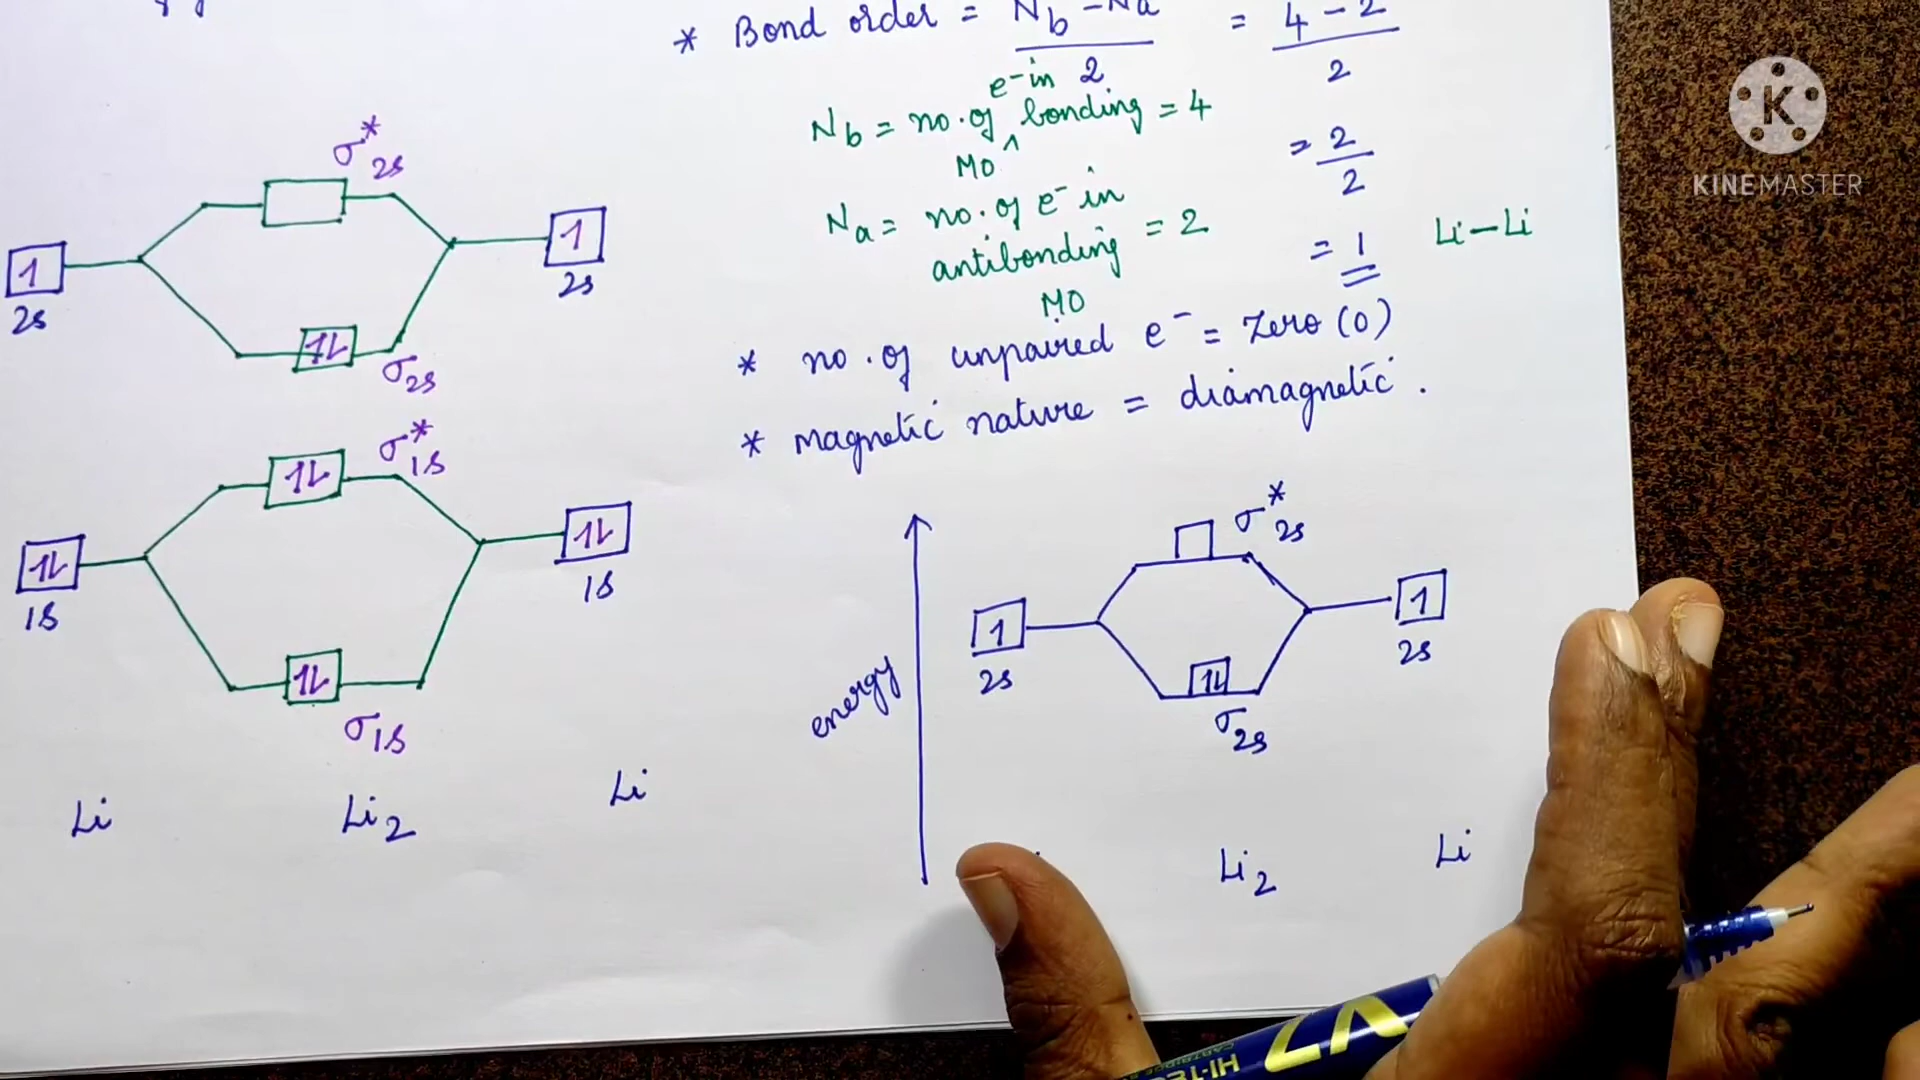 * Bond order = Nb - Na / 2 = 4 - 2 / 2
Nb = no. of e⁻ in ^ bonding MO = 4
= 2 / 2
Na = no. of e⁻ in antibonding MO = 2
= 1 Li - Li
* no. of unpaired e⁻ = Zero (0)
* magnetic nature = diamagnetic.
σ*2s
1 1
2s 2s
1L
σ2s
σ*1s
1L
1L 1L
1s 1s
1L
σ1s
Li Li2 Li
energy
σ*2s
1 1
2s 2s
1L
σ2s
Li2 Li
K
KINEMASTER
V7
HI-TEC